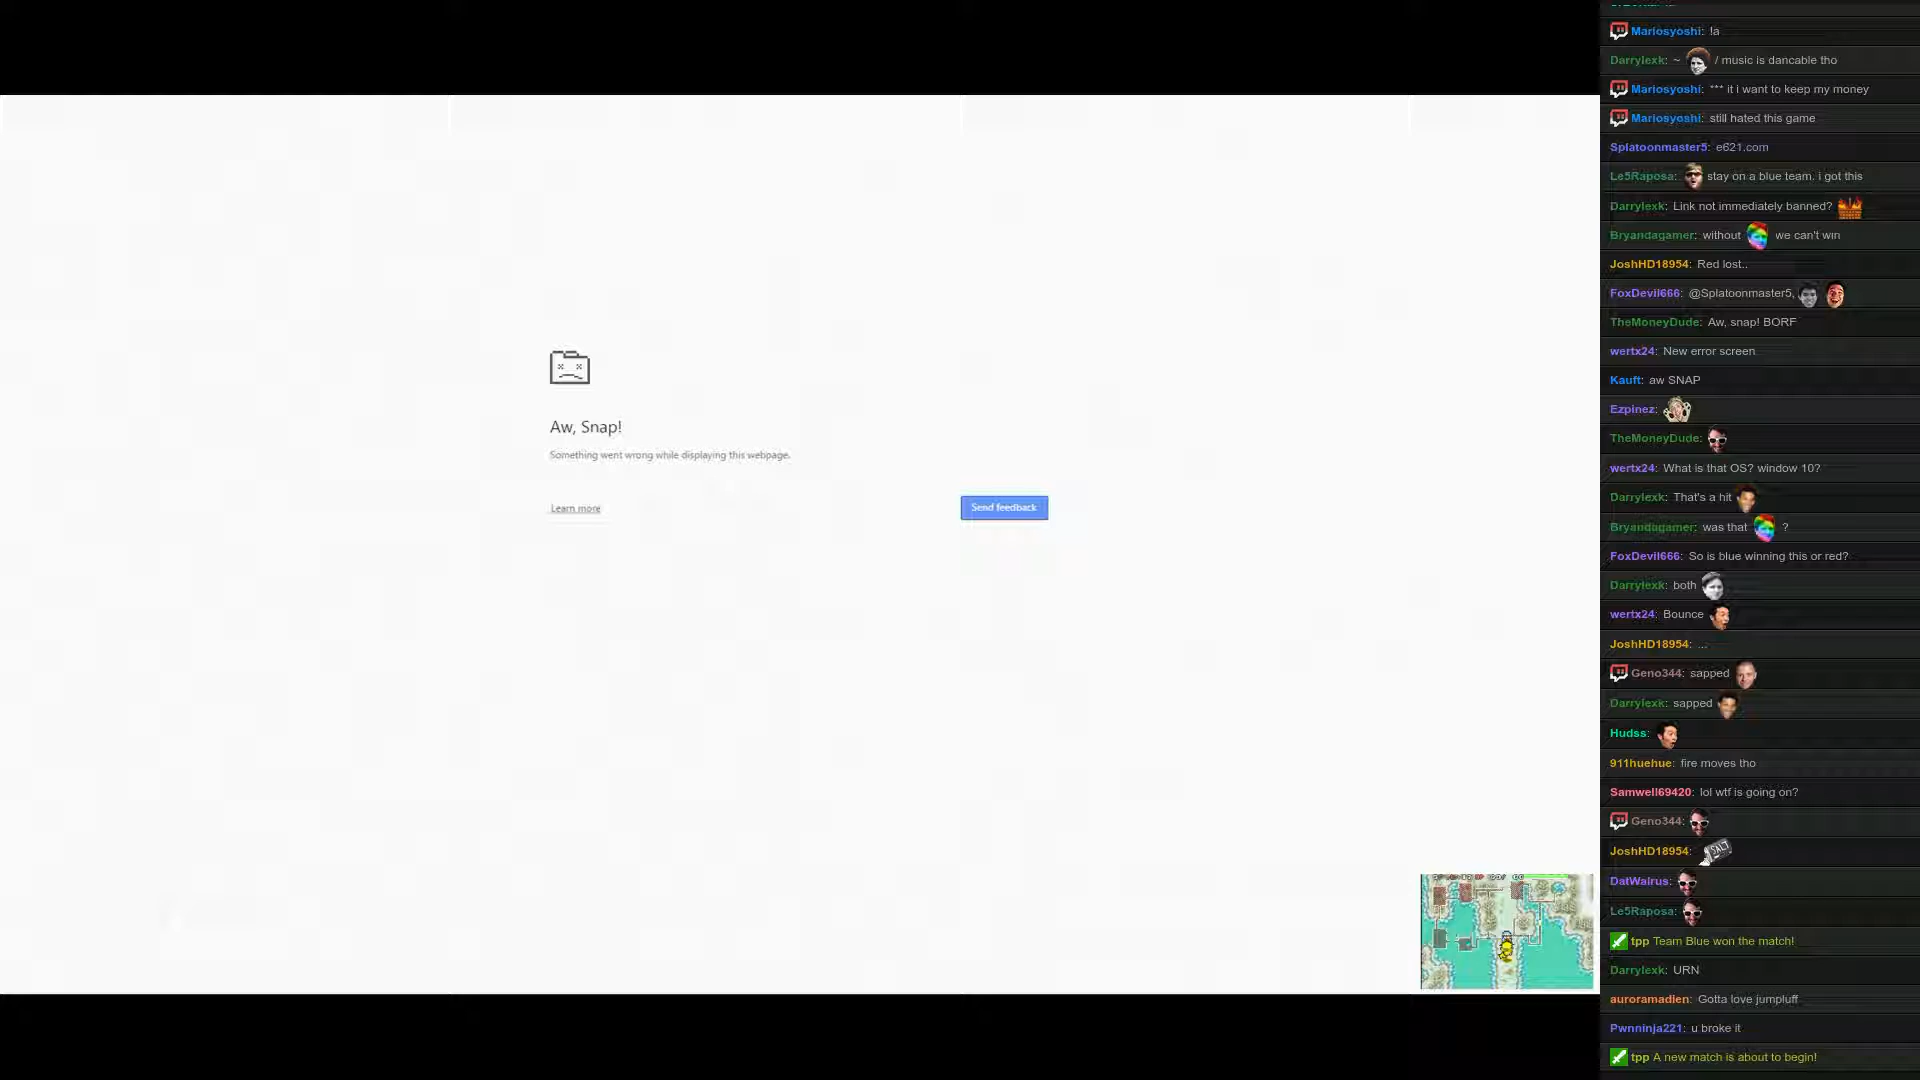 Aw, Snap!
Something went wrong while displaying this webpage.
Learn more
Send feedback
Mariosyoshi: !a
Darrylexk: ~ / music is dancable tho
Mariosyoshi: *** it i want to keep my money
Mariosyoshi: still hated this game
Splatoonmaster5: e621.com
Le5Raposa: stay on a blue team. i got this
Darrylexk: Link not immediately banned?
Bryandagamer: without we can't win
JoshHD18954: Red lost..
FoxDevil666: @Splatoonmaster5,
TheMoneyDude: Aw, snap! BORF
wertx24: New error screen
Kauft: aw SNAP
Ezpinez:
TheMoneyDude:
wertx24: What is that OS? window 10?
Darrylexk: That's a hit
Bryandagamer: was that ?
FoxDevil666: So is blue winning this or red?
Darrylexk: both
wertx24: Bounce
JoshHD18954: ...
Geno344: sapped
Darrylexk: sapped
Hudss:
911huehue: fire moves tho
Samwell69420: lol wtf is going on?
Geno344:
JoshHD18954: SALT
DatWalrus:
Le5Raposa:
tpp Team Blue won the match!
Darrylexk: URN
auroramadien: Gotta love jumpluff
Pwnninja221: u broke it
tpp A new match is about to begin!